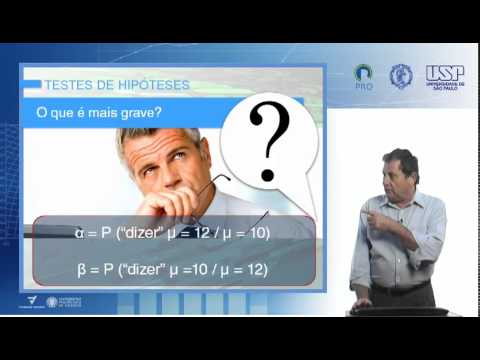 TESTES DE HIPÓTESES
O que é mais grave?
?
α = P (“dizer” μ = 12 / μ = 10)
β = P (“dizer” μ =10 / μ = 12)
PRO
USP
UNIVERSIDADE DE
SÃO PAULO